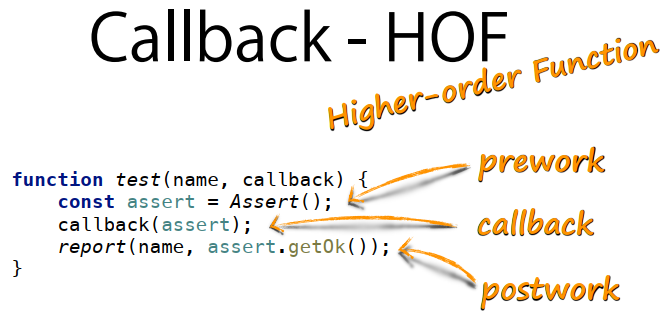 Callback - HOF
Higher-order Function
function test(name, callback) {
    const assert = Assert();
    callback(assert);
    report(name, assert.getOk());
}
prework
callback
postwork